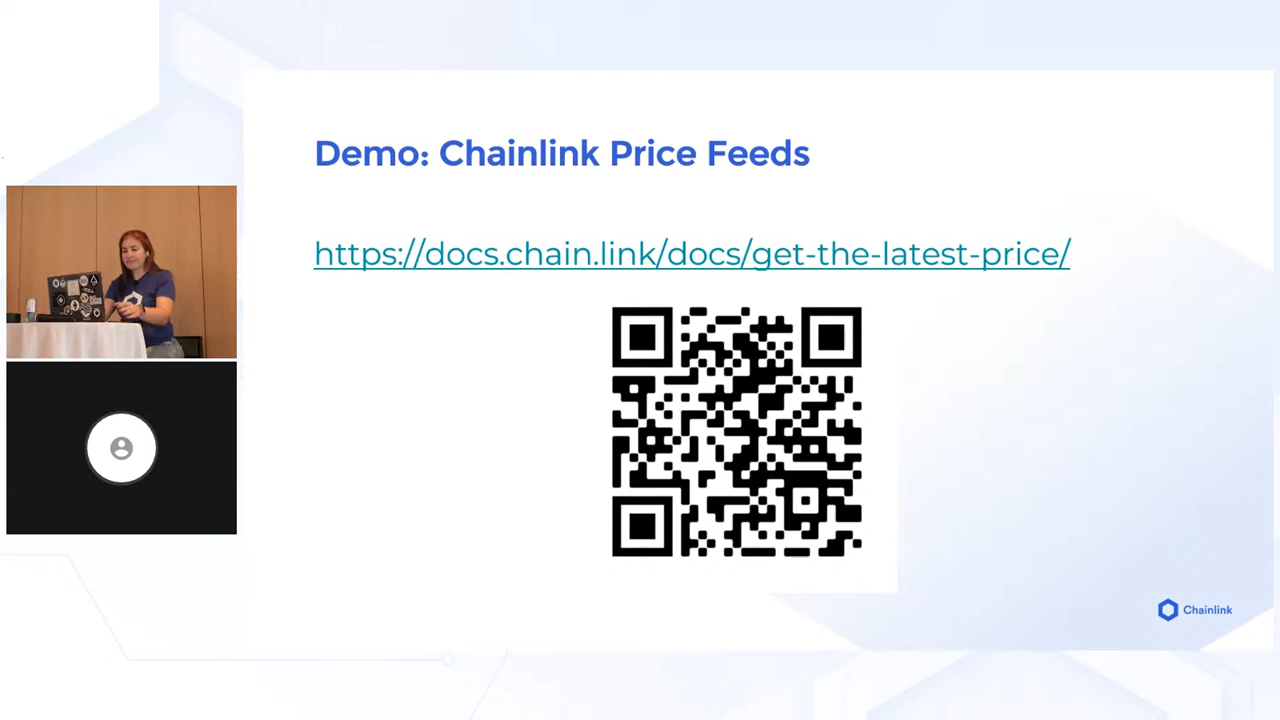 Demo: Chainlink Price Feeds
https://docs.chain.link/docs/get-the-latest-price/
Chainlink